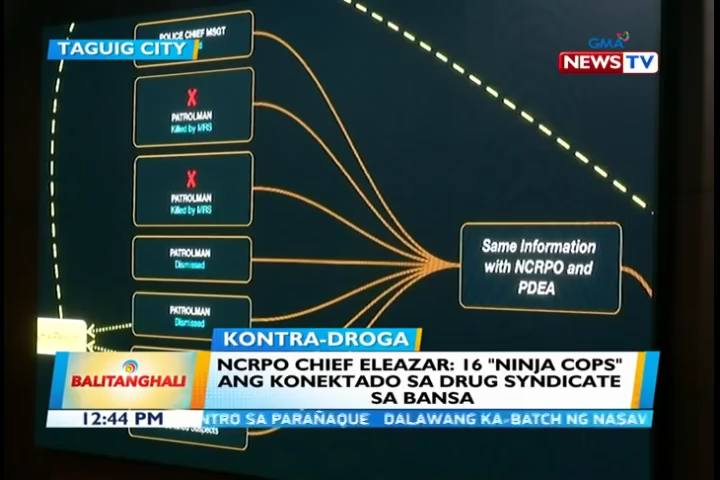 TAGUIG CITY
GMA
NEWS TV
POLICE CHIEF MSGT
X
PATROLMAN
Killed by MRS
X
PATROLMAN
Killed by MRS
PATROLMAN
Dismissed
PATROLMAN
Dismissed
Same Information
with NCRPO and
PDEA
KONTRA-DROGA
BALITANGHALI
NCRPO CHIEF ELEAZAR: 16 "NINJA COPS"
ANG KONEKTADO SA DRUG SYNDICATE
SA BANSA
12:44 PM
NTRO SA PARAÑAQUE DALAWANG KA-BATCH NG NASAV
Suspects